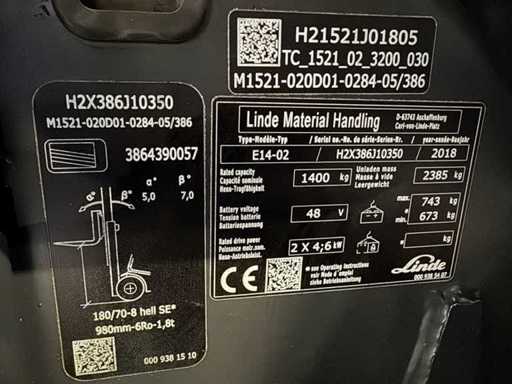 H21521J01805
TC_1521_02_3200_030
M1521-020D01-0284-05/386
H2X386J10350
M1521-020D01-0284-05/386
3864390057
α° β° α° β°
5,0 7,0
180/70-8 hell SE*
980mm-6Ro-1,8t
000 938 15 10
Linde Material Handling
D-63743 Aschaffenburg
Carl-von-Linde-Platz
Type-Modèle-Typ / Serial no.-No. de série-Serien-Nr. / year-année-Baujahr
E14-02 / H2X386J10350 / 2018
Rated capacity
Capacité nominale
Nenn-Tragfähigkeit
1400 kg
Unladen mass
Masse à vide
Leergewicht
2385 kg
Battery voltage
Tension batterie
Batteriespannung
48 V
max. 743 kg
min. 673 kg
Rated drive power
Puissance motr.nom.
Nenn-Antriebsleist.
2 X 4,6 kW
* kg
CE
see Operating Instructions
voir Mode d'emploi
siehe Betriebsanleitung
Linde
000 938 54 07